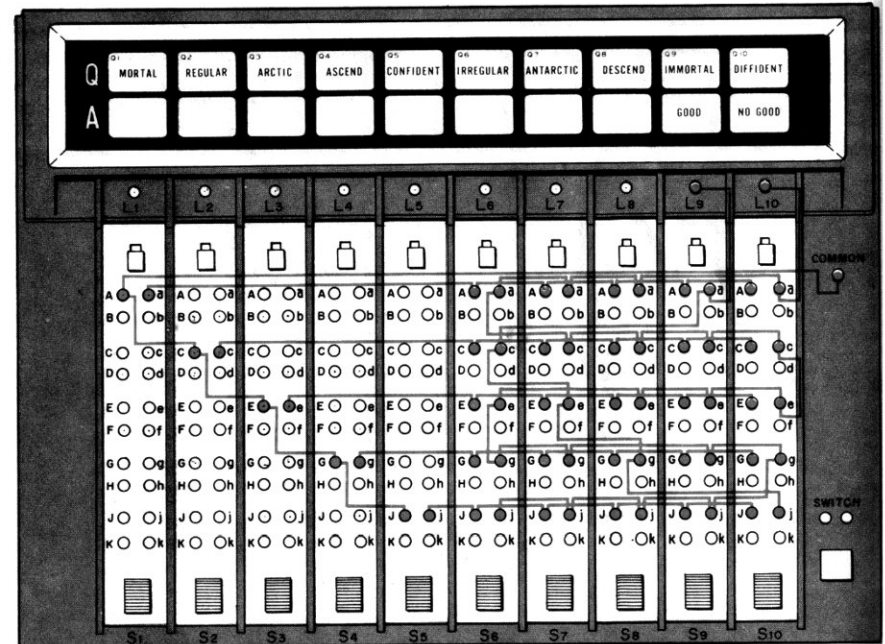 Q1 Q2 Q3 Q4 Q5 Q6 Q7 Q8 Q9 Q10
Q MORTAL REGULAR ARCTIC ASCEND CONFIDENT IRREGULAR ANTARCTIC DESCEND IMMORTAL DIFFIDENT
A GOOD NO GOOD
L1 L2 L3 L4 L5 L6 L7 L8 L9 L10
COMMON
A a A a A a A a A a A a A a A a A a A a
B b B b B b B b B b B b B b B b B b B b
C c C c C c C c C c C c C c C c C c C c
D d D d D d D d D d D d D d D d D d D d
E e E e E e E e E e E e E e E e E e E e
F f F f F f F f F f F f F f F f F f F f
G g G g G g G g G g G g G g G g G g G g
H h H h H h H h H h H h H h H h H h H h
SWITCH
J j J j J j J j J j J j J j J j J j J j
K k K k K k K k K k K k K k K k K k K k
S1 S2 S3 S4 S5 S6 S7 S8 S9 S10